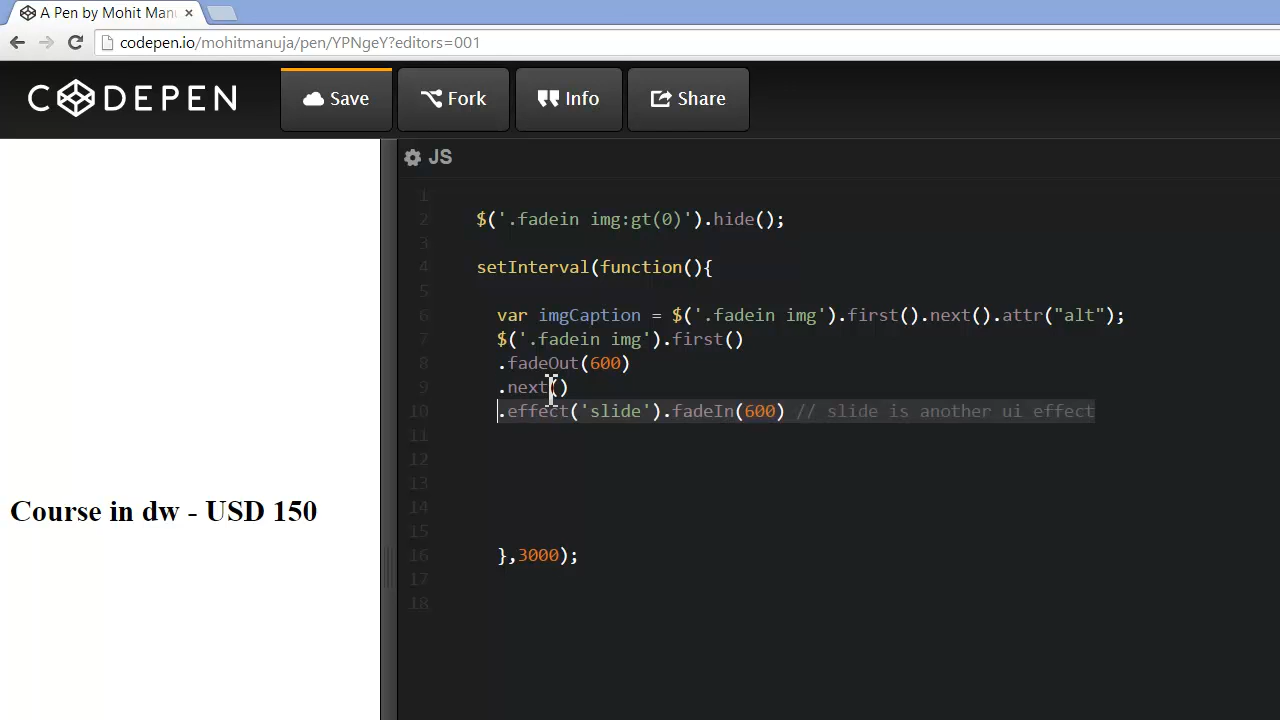 A Pen by Mohit Manu
codepen.io/mohitmanuja/pen/YPNgeY?editors=001
CODEPEN
Save
Fork
Info
Share
JS
1
2 $('.fadein img:gt(0)').hide();
3
4 setInterval(function(){
5
6 var imgCaption = $('.fadein img').first().next().attr("alt");
7 $('.fadein img').first()
8 .fadeOut(600)
9 .next()
10 .effect('slide').fadeIn(600) // slide is another ui effect
11
12
13
14
15
16 },3000);
17
18
Course in dw - USD 150